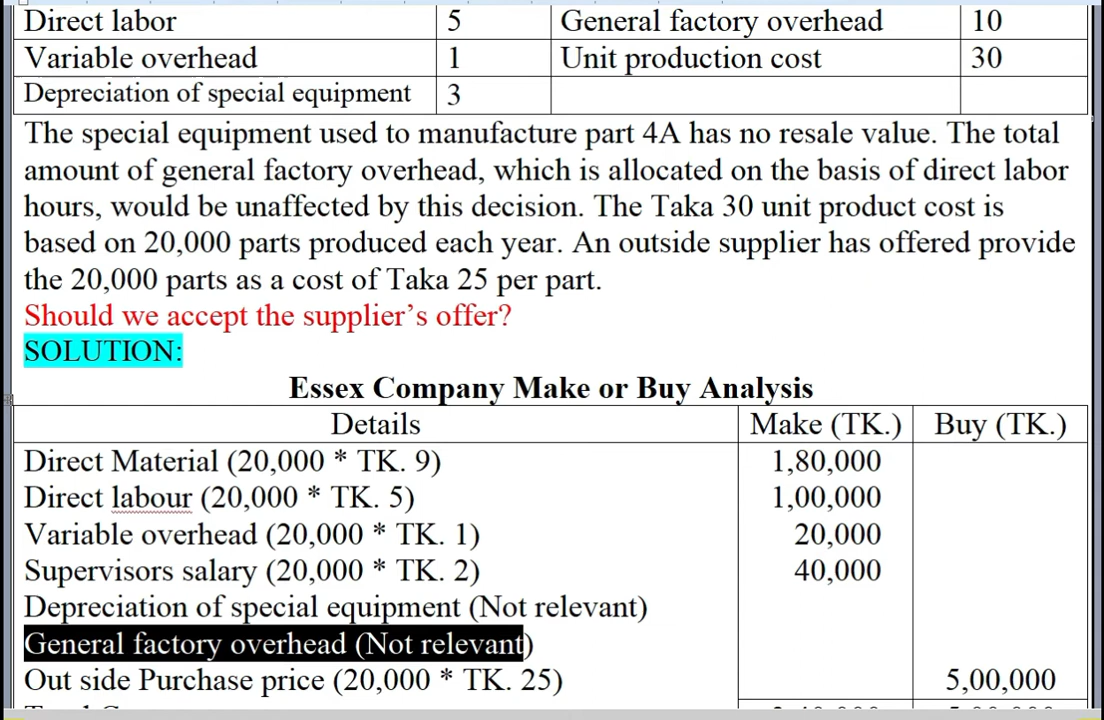 Direct labor 5 General factory overhead 10
Variable overhead 1 Unit production cost 30
Depreciation of special equipment 3
The special equipment used to manufacture part 4A has no resale value. The total
amount of general factory overhead, which is allocated on the basis of direct labor
hours, would be unaffected by this decision. The Taka 30 unit product cost is
based on 20,000 parts produced each year. An outside supplier has offered provide
the 20,000 parts as a cost of Taka 25 per part.
Should we accept the supplier’s offer?
SOLUTION:
Essex Company Make or Buy Analysis
Details Make (TK.) Buy (TK.)
Direct Material (20,000 * TK. 9) 1,80,000
Direct labour (20,000 * TK. 5) 1,00,000
Variable overhead (20,000 * TK. 1) 20,000
Supervisors salary (20,000 * TK. 2) 40,000
Depreciation of special equipment (Not relevant)
General factory overhead (Not relevant)
Out side Purchase price (20,000 * TK. 25) 5,00,000